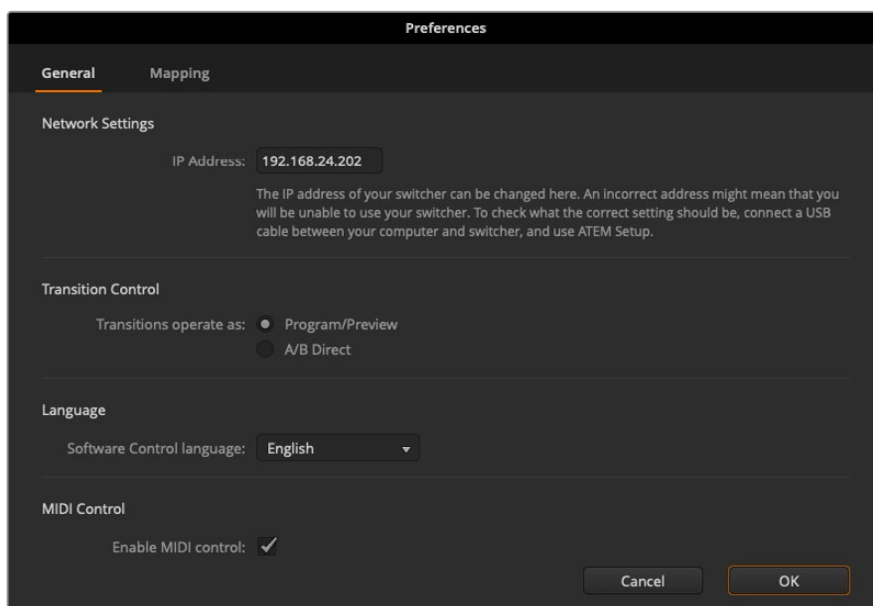 Preferences
General Mapping
Network Settings
IP Address: 192.168.24.202
The IP address of your switcher can be changed here. An incorrect address might mean that you
will be unable to use your switcher. To check what the correct setting should be, connect a USB
cable between your computer and switcher, and use ATEM Setup.
Transition Control
Transitions operate as: Program/Preview
A/B Direct
Language
Software Control language: English
MIDI Control
Enable MIDI control:
Cancel OK